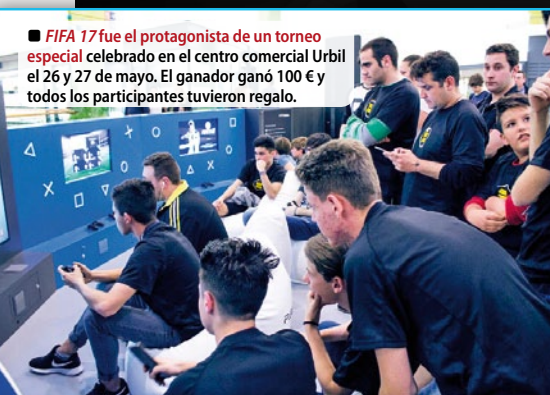 ■ FIFA 17 fue el protagonista de un torneo
especial celebrado en el centro comercial Urbil
el 26 y 27 de mayo. El ganador ganó 100 € y
todos los participantes tuvieron regalo.